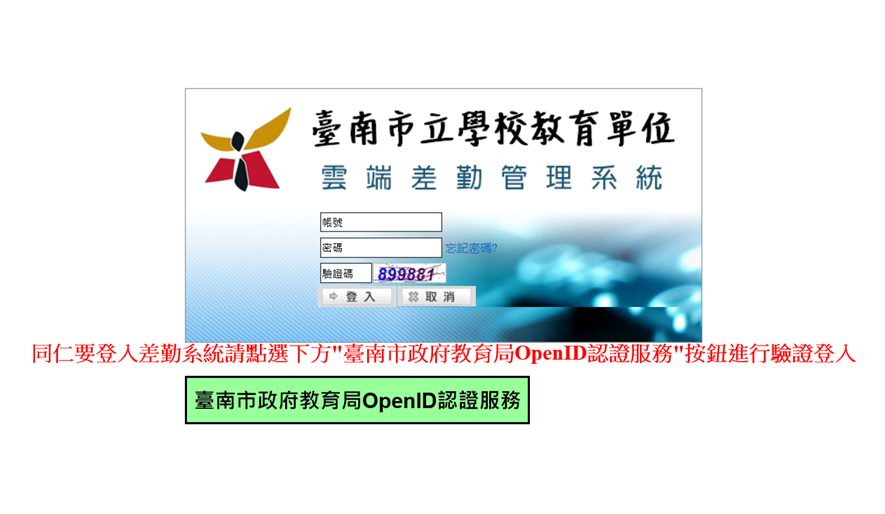 臺南市立學校教育單位
雲端差勤管理系統
帳號
密碼 忘記密碼?
驗證碼 899881
登入 取消
同仁要登入差勤系統請點選下方"臺南市政府教育局OpenID認證服務"按鈕進行驗證登入
臺南市政府教育局OpenID認證服務